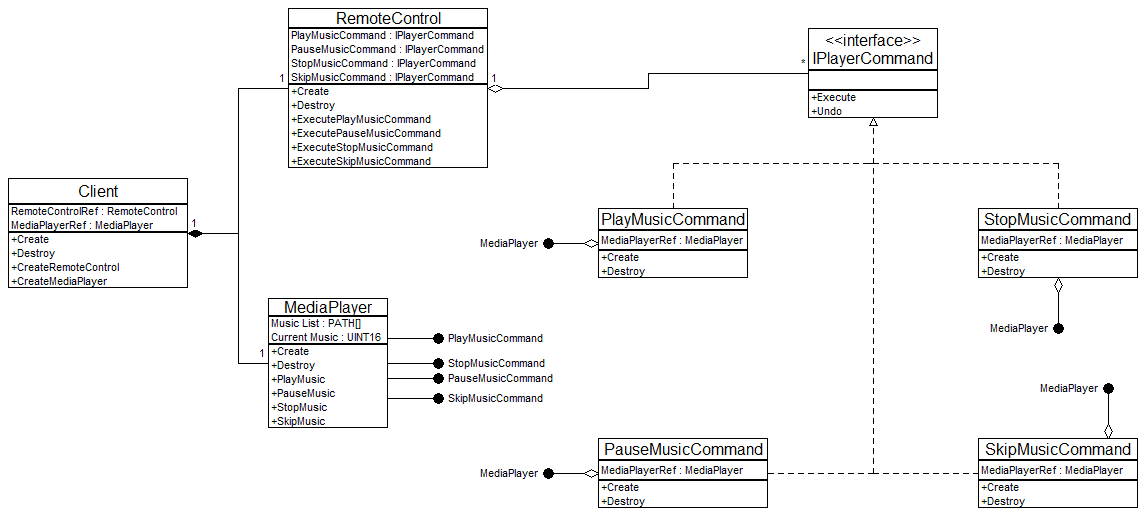 RemoteControl
PlayMusicCommand : IPlayerCommand
PauseMusicCommand : IPlayerCommand
StopMusicCommand : IPlayerCommand
SkipMusicCommand : IPlayerCommand
+Create
+Destroy
+ExecutePlayMusicCommand
+ExecutePauseMusicCommand
+ExecuteStopMusicCommand
+ExecuteSkipMusicCommand
1
1
*
<<interface>>
IPlayerCommand
+Execute
+Undo
Client
RemoteControlRef : RemoteControl
MediaPlayerRef : MediaPlayer
+Create
+Destroy
+CreateRemoteControl
+CreateMediaPlayer
1
1
MediaPlayer
Music List : PATH[]
Current Music : UINT16
+Create
+Destroy
+PlayMusic
+PauseMusic
+StopMusic
+SkipMusic
PlayMusicCommand
StopMusicCommand
PauseMusicCommand
SkipMusicCommand
MediaPlayer
PlayMusicCommand
MediaPlayerRef : MediaPlayer
+Create
+Destroy
StopMusicCommand
MediaPlayerRef : MediaPlayer
+Create
+Destroy
MediaPlayer
MediaPlayer
PauseMusicCommand
MediaPlayerRef : MediaPlayer
+Create
+Destroy
MediaPlayer
SkipMusicCommand
MediaPlayerRef : MediaPlayer
+Create
+Destroy